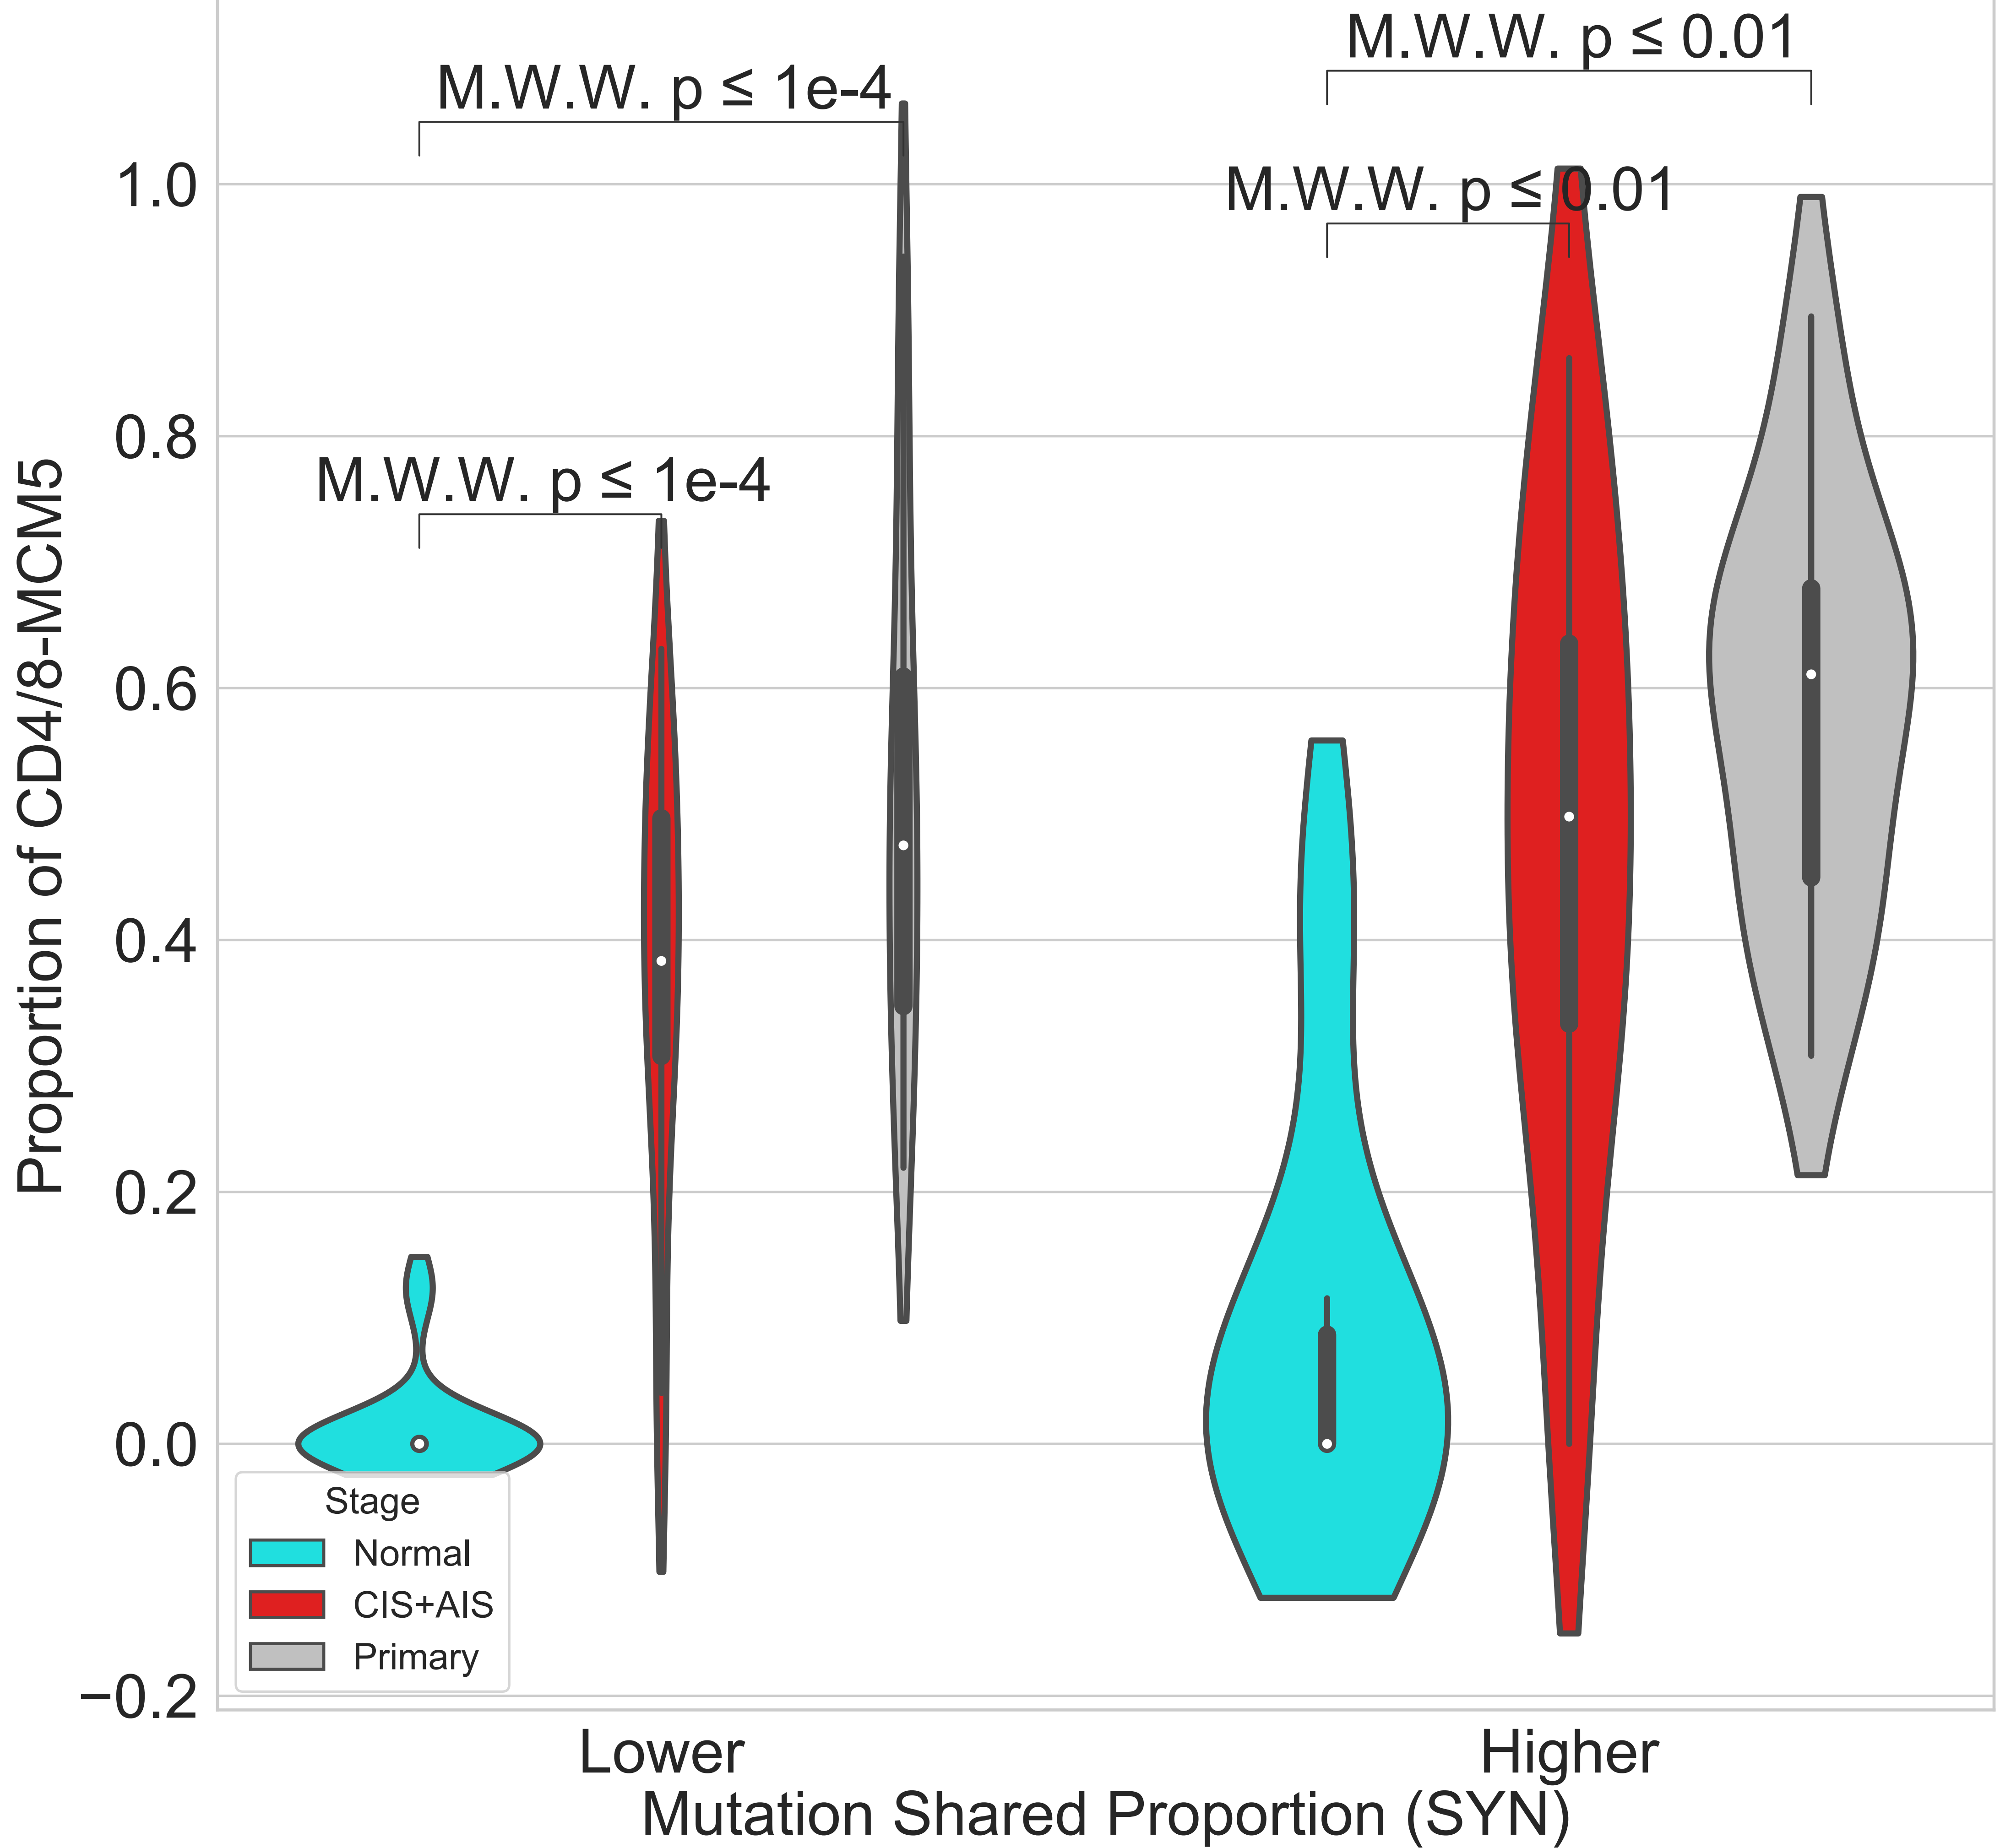 M.W.W. p ≤ 0.01
M.W.W. p ≤ 1e-4
M.W.W. p ≤ 0.01
M.W.W. p ≤ 1e-4
Proportion of CD4/8-MCM5
1.0
0.8
0.6
0.4
0.2
0.0
−0.2
Stage
Normal
CIS+AIS
Primary
Lower
Higher
Mutation Shared Proportion (SYN)